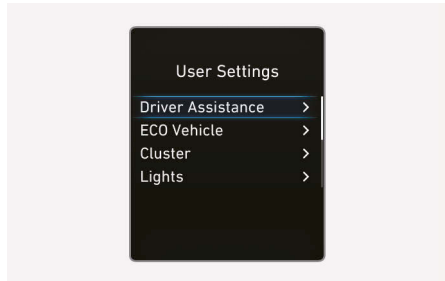 User Settings
Driver Assistance
ECO Vehicle
Cluster
Lights